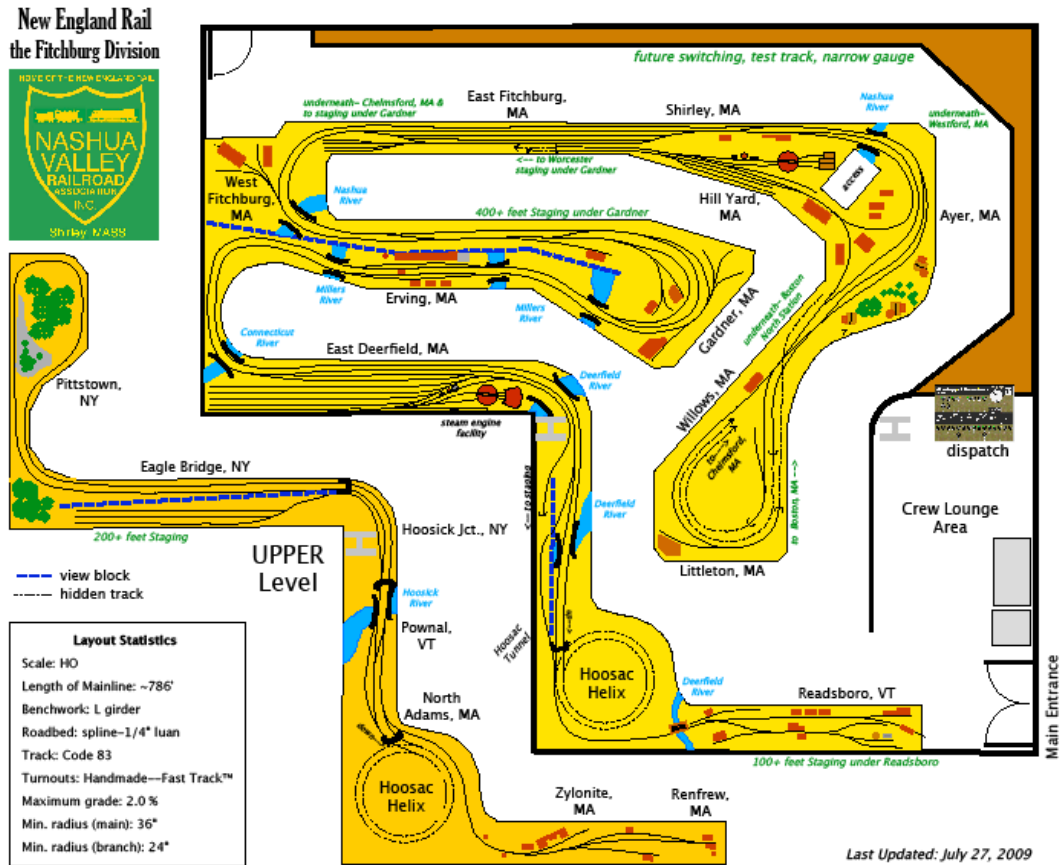 New England Rail
the Fitchburg Division
HOME OF THE NEW ENGLAND RAIL
NASHUA
VALLEY
RAILROAD
ASSOCIATION
INC.
Shirley MASS
future switching, test track, narrow gauge
underneath- Chelmsford, MA &
to staging under Gardner
East Fitchburg,
MA
Shirley, MA
Nashua
River
underneath-
Westford, MA
<-- to Worcester
staging under Gardner
access
West
Fitchburg,
MA
Nashua
River
Hill Yard,
MA
Ayer, MA
400+ feet Staging under Gardner
Millers
River
Erving, MA
Millers
River
Gardner, MA
underneath- Boston
North Station
Connecticut
River
East Deerfield, MA
Deerfield
River
Willows, MA
Pittstown,
NY
steam engine
facility
H
H
dispatch
to---->
Chelmsford,
MA
Eagle Bridge, NY
<-- to staging
Deerfield
River
to Boston, MA -->
Crew Lounge
Area
Hoosick Jct., NY
200+ feet Staging
UPPER
Level
H
Littleton, MA
view block
hidden track
Hoosick
River
Pownal,
VT
Hoosac
Tunnel
Hoosac
Helix
Deerfield
River
Readsboro, VT
Main Entrance
North
Adams, MA
100+ feet Staging under Readsboro
Hoosac
Helix
Zylonite,
MA
Renfrew,
MA
Layout Statistics
Scale: HO
Length of Mainline: ~786'
Benchwork: L girder
Roadbed: spline-1/4" luan
Track: Code 83
Turnouts: Handmade--Fast Track™
Maximum grade: 2.0 %
Min. radius (main): 36"
Min. radius (branch): 24"
Last Updated: July 27, 2009